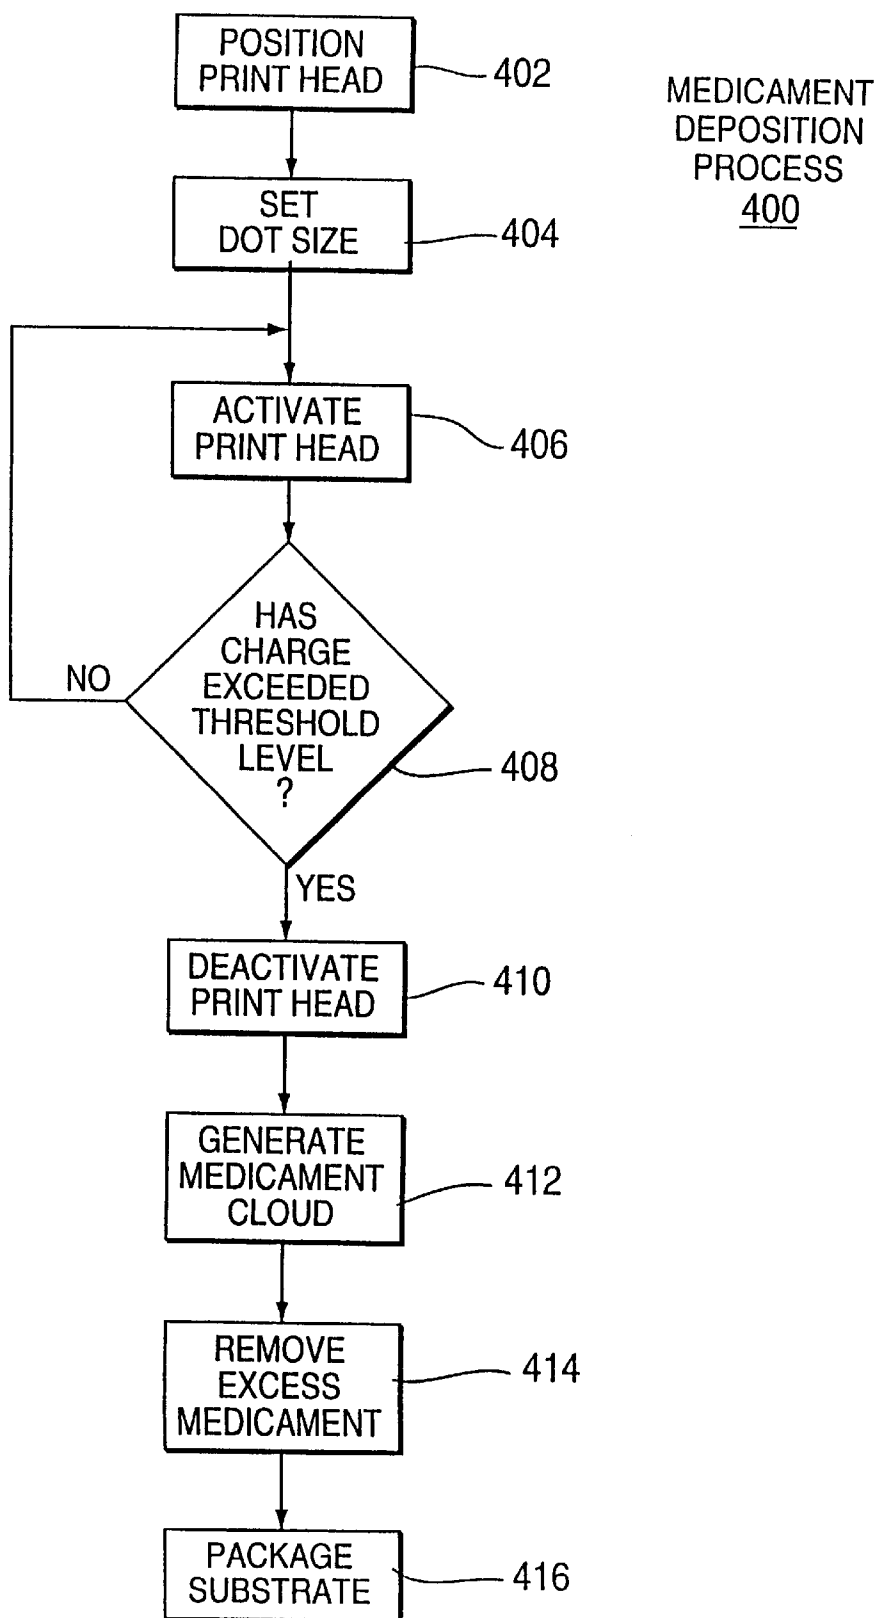 POSITION
PRINT HEAD
402
MEDICAMENT
DEPOSITION
PROCESS
400
SET
DOT SIZE
404
ACTIVATE
PRINT HEAD
406
HAS
CHARGE
EXCEEDED
THRESHOLD
LEVEL
?
NO
408
YES
DEACTIVATE
PRINT HEAD
410
GENERATE
MEDICAMENT
CLOUD
412
REMOVE
EXCESS
MEDICAMENT
414
PACKAGE
SUBSTRATE
416